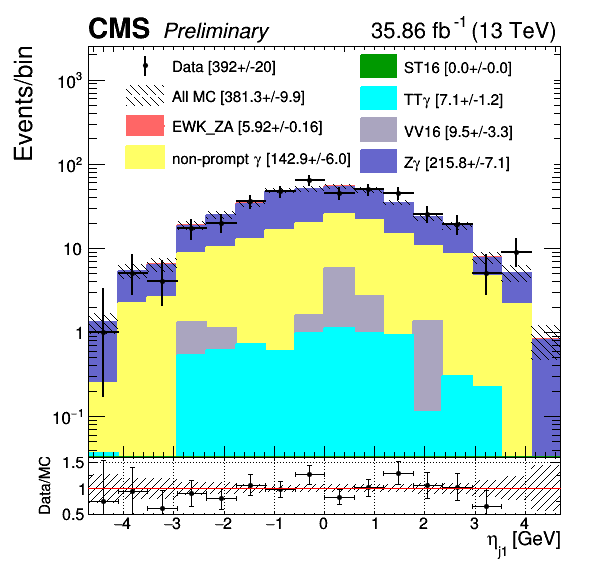 CMS Preliminary 35.86 fb⁻¹ (13 TeV)
Events/bin
Data [392+/-20]
All MC [381.3+/-9.9]
EWK_ZA [5.92+/-0.16]
non-prompt γ [142.9+/-6.0]
ST16 [0.0+/-0.0]
TTγ [7.1+/-1.2]
VV16 [9.5+/-3.3]
Zγ [215.8+/-7.1]
10³
10²
10
1
10⁻¹
Data/MC
1.5
1
0.5
−4 −3 −2 −1 0 1 2 3 4
η_j1 [GeV]